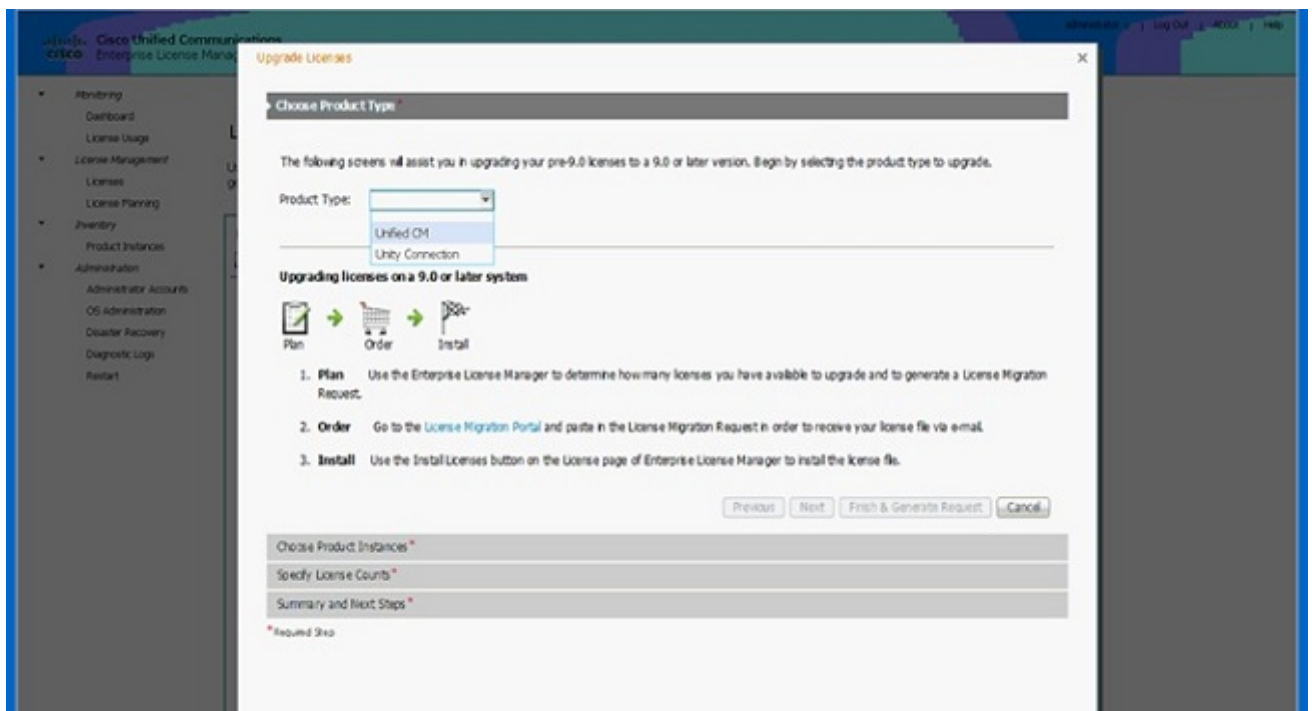 administrator | Log Out | About | Help
cisco Cisco Unified Communications
Enterprise License Manag
Upgrade Licenses
Monitoring
Dashboard
License Usage
License Management
Licenses
License Planning
Inventory
Product Instances
Administration
Administrator Accounts
OS Administration
Disaster Recovery
Diagnostic Logs
Restart
Choose Product Type *
The following screens will assist you in upgrading your pre-9.0 licenses to a 9.0 or later version. Begin by selecting the product type to upgrade.
Product Type:
Unified CM
Unity Connection
Upgrading licenses on a 9.0 or later system
Plan
Order
Install
1. Plan Use the Enterprise License Manager to determine how many licenses you have available to upgrade and to generate a License Migration
Request.
2. Order Go to the License Migration Portal and paste in the License Migration Request in order to receive your license file via e-mail.
3. Install Use the Install Licenses button on the License page of Enterprise License Manager to install the license file.
Previous Next Finish & Generate Request Cancel
Choose Product Instances *
Specify License Counts *
Summary and Next Steps *
* Required Step